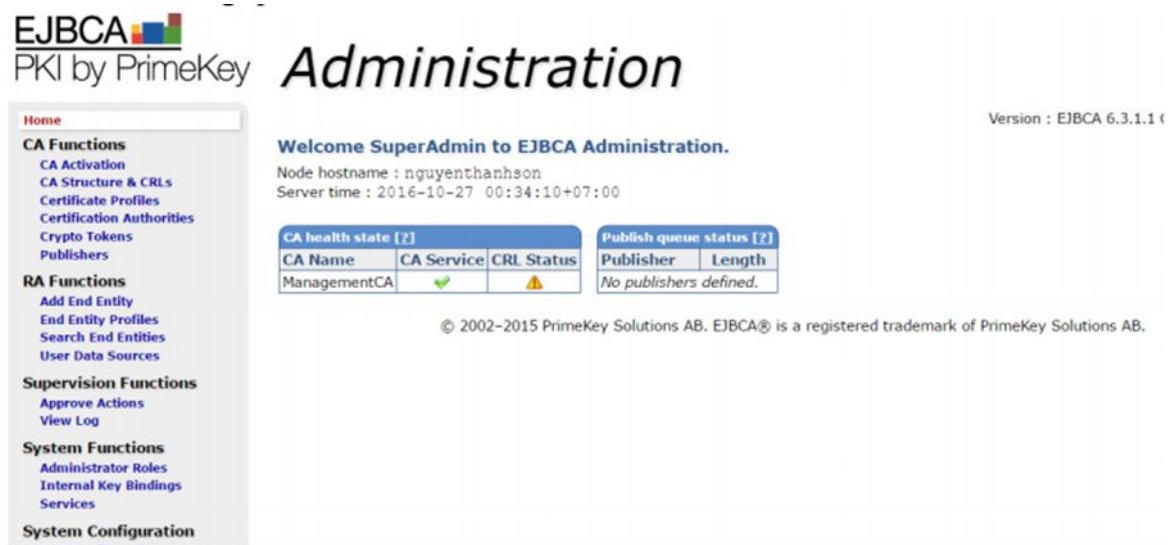 EJBCA
PKI by PrimeKey
Administration
Version : EJBCA 6.3.1.1
Home
CA Functions
CA Activation
CA Structure & CRLs
Certificate Profiles
Certification Authorities
Crypto Tokens
Publishers
RA Functions
Add End Entity
End Entity Profiles
Search End Entities
User Data Sources
Supervision Functions
Approve Actions
View Log
System Functions
Administrator Roles
Internal Key Bindings
Services
System Configuration
Welcome SuperAdmin to EJBCA Administration.
Node hostname : nguyenthanhson
Server time : 2016-10-27 00:34:10+07:00
CA health state [?]
CA Name CA Service CRL Status
ManagementCA
Publish queue status [?]
Publisher Length
No publishers defined.
© 2002–2015 PrimeKey Solutions AB. EJBCA® is a registered trademark of PrimeKey Solutions AB.